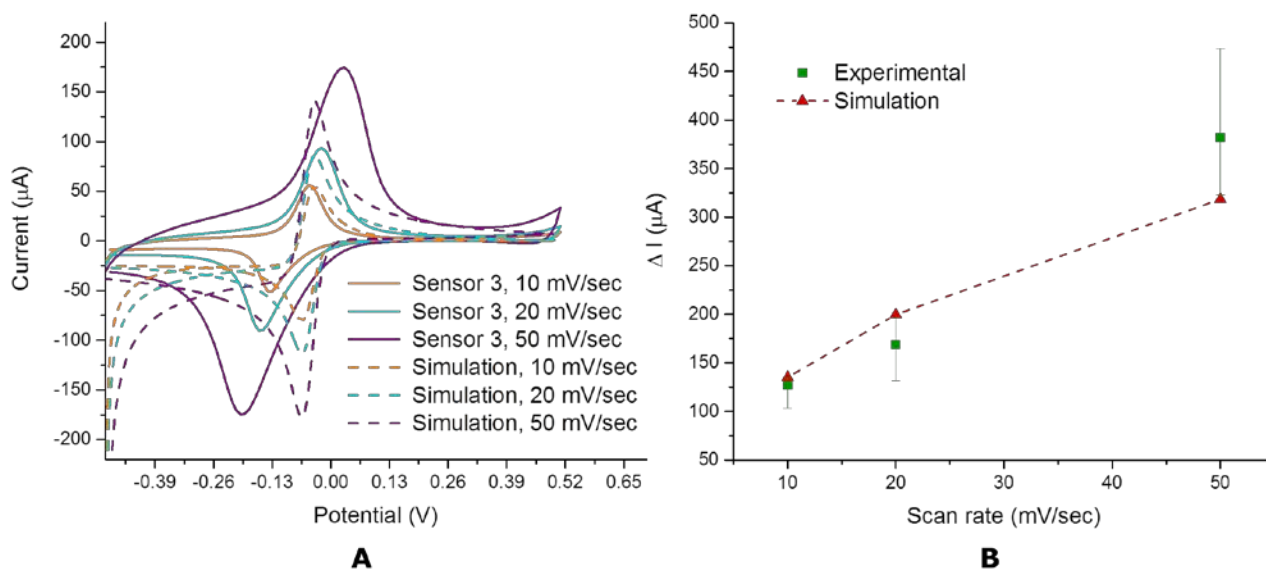 200
150
100
50
0
-50
-100
-150
-200
Current (μA)
-0.39 -0.26 -0.13 0.00 0.13 0.26 0.39 0.52 0.65
Potential (V)
Sensor 3, 10 mV/sec
Sensor 3, 20 mV/sec
Sensor 3, 50 mV/sec
Simulation, 10 mV/sec
Simulation, 20 mV/sec
Simulation, 50 mV/sec
A
500
450
400
350
300
250
200
150
100
50
Δ I (μA)
Experimental
Simulation
10 20 30 40 50
Scan rate (mV/sec)
B